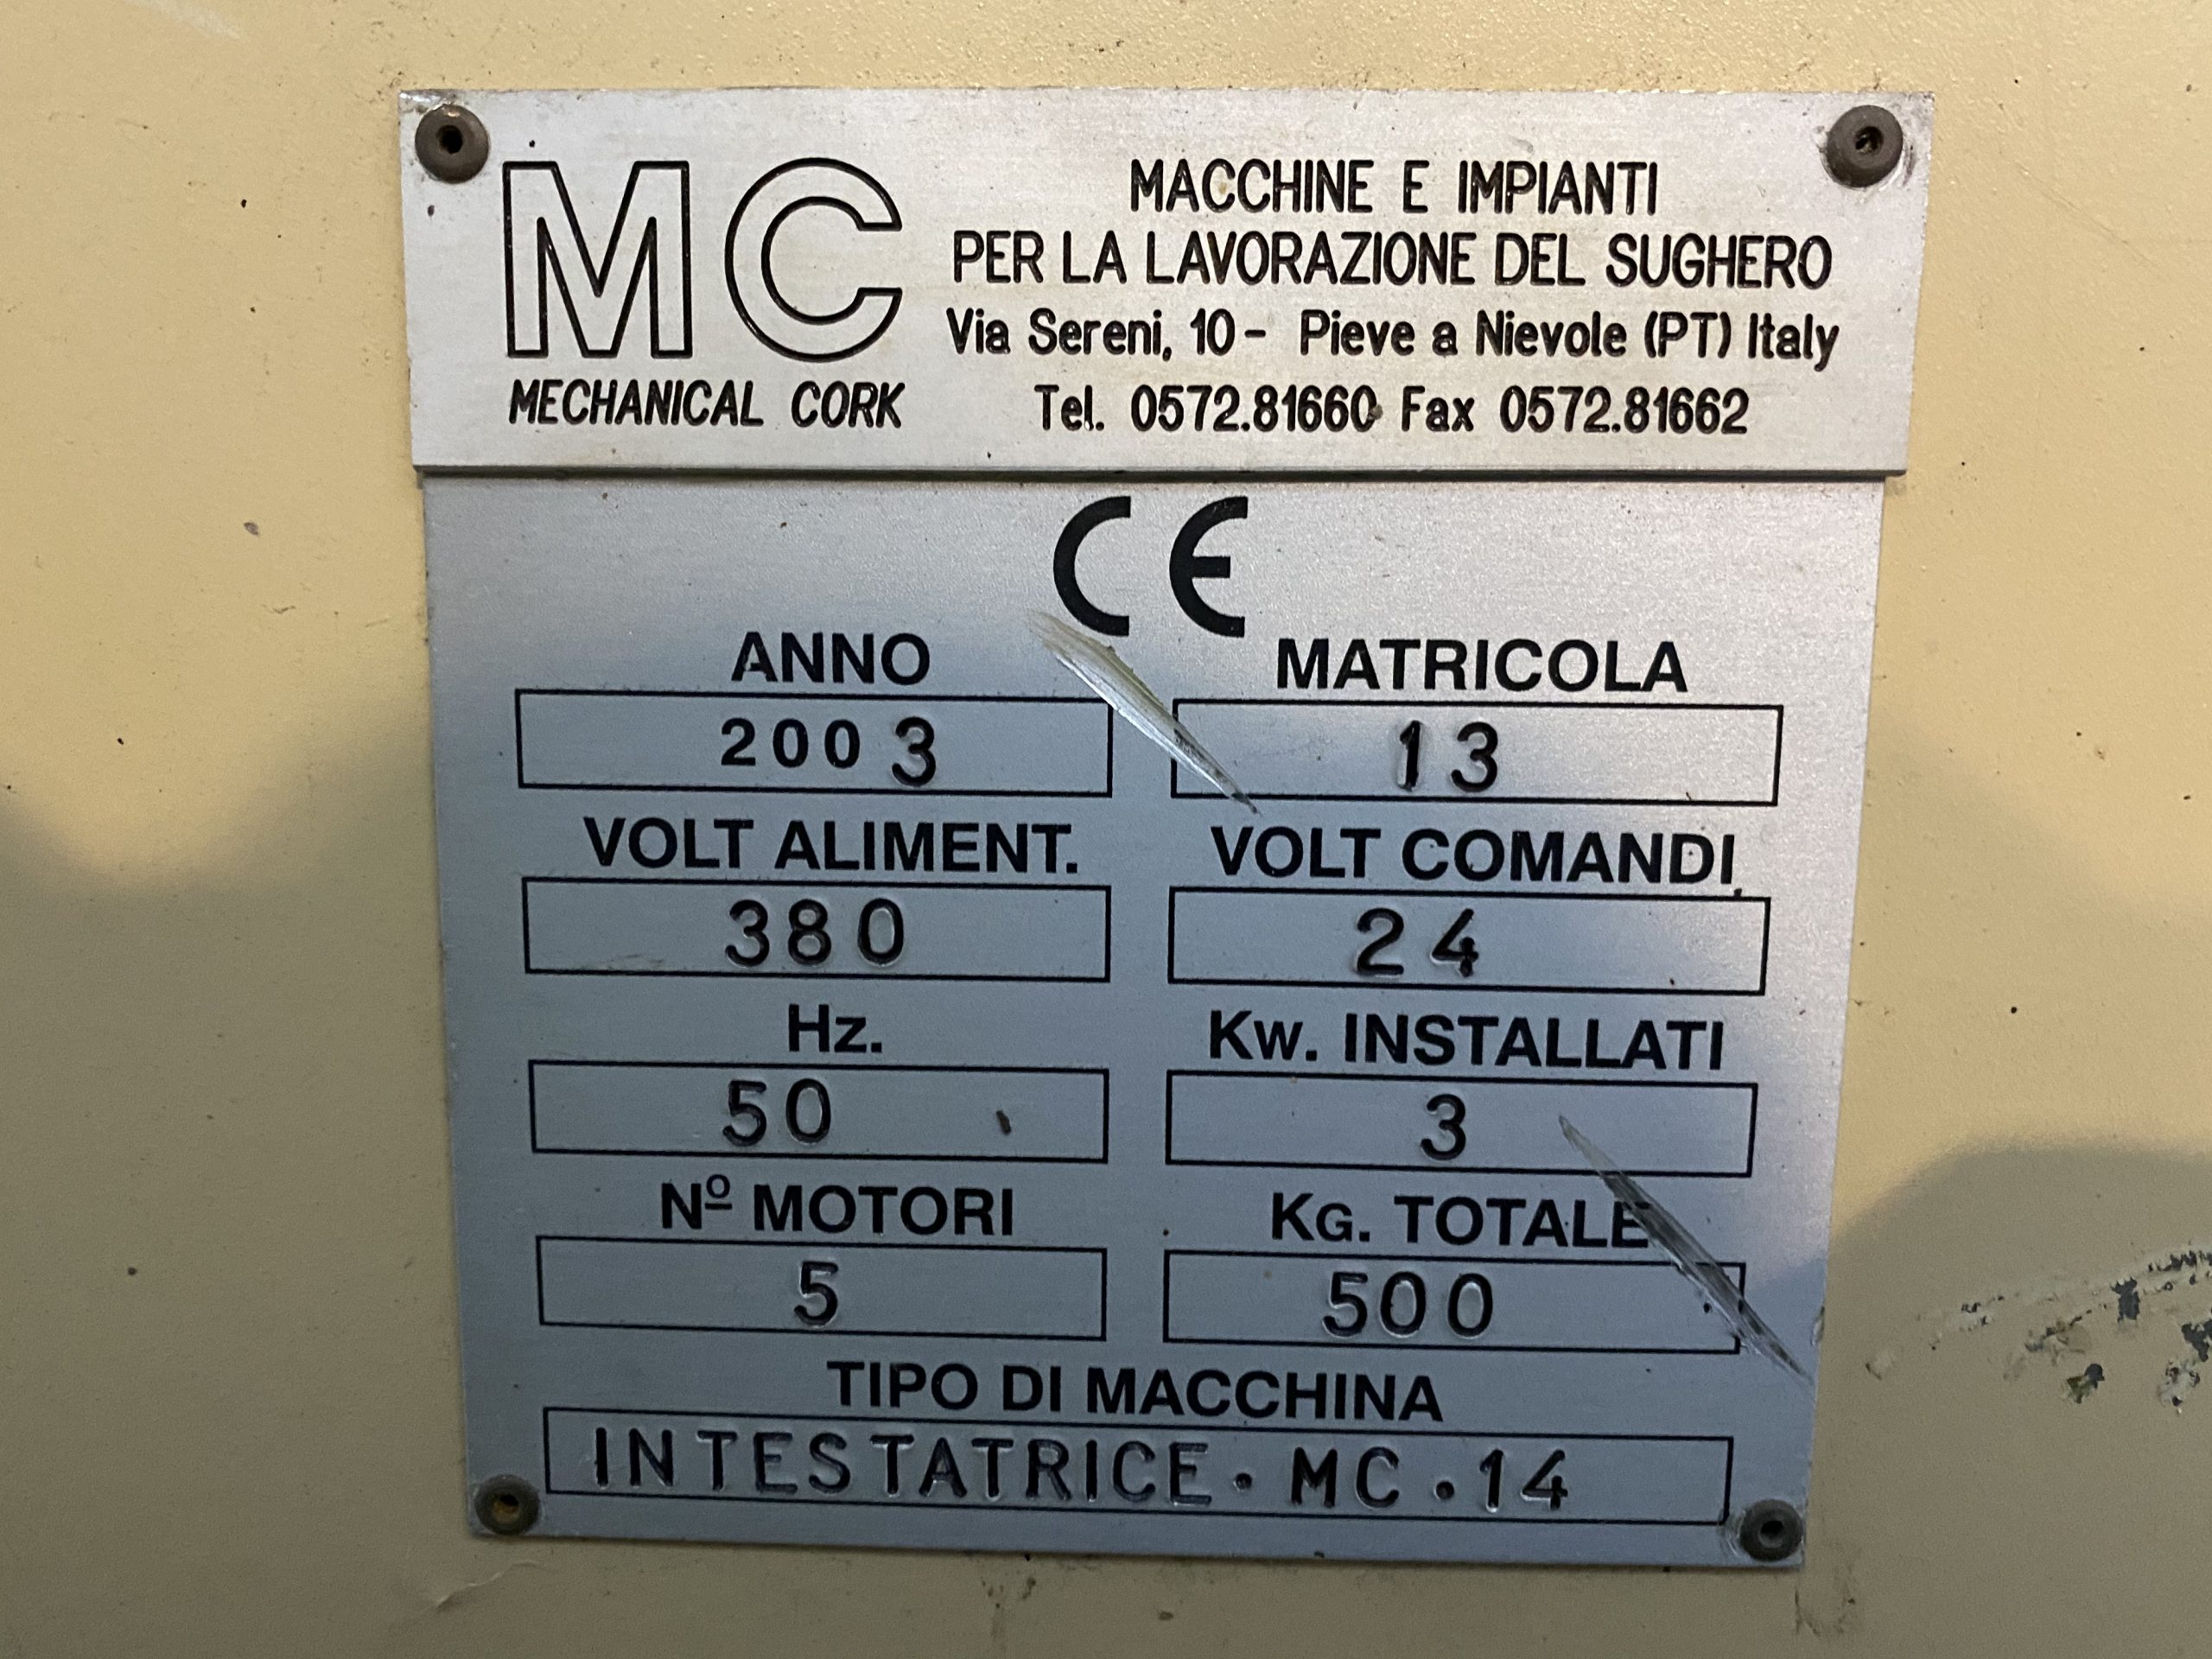 MC
MECHANICAL CORK
MACCHINE E IMPIANTI
PER LA LAVORAZIONE DEL SUGHERO
Via Sereni, 10 - Pieve a Nievole (PT) Italy
Tel. 0572.81660 Fax 0572.81662
CE
ANNO
2003
MATRICOLA
13
VOLT ALIMENT.
380
VOLT COMANDI
24
Hz.
50
Kw. INSTALLATI
3
Nº MOTORI
5
KG. TOTALE
500
TIPO DI MACCHINA
INTESTATRICE · MC · 14